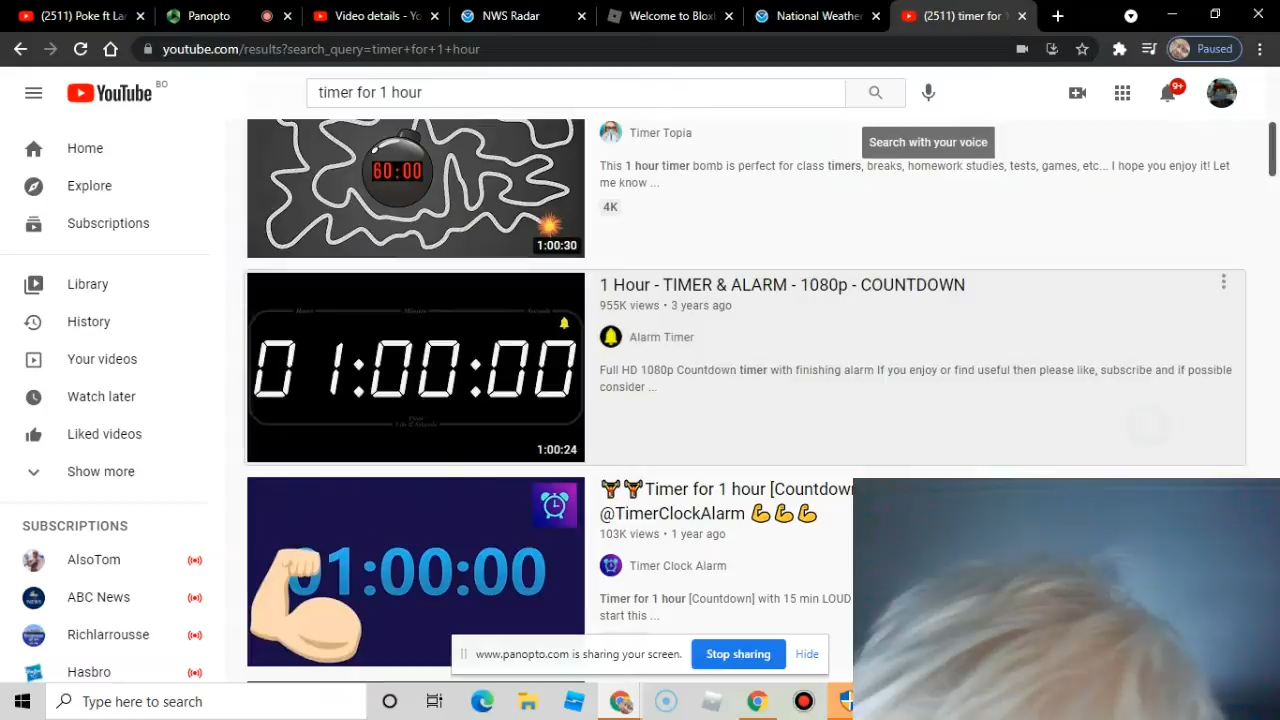 (2511) Poke ft Lar
Panopto
Video details - Yo
NWS Radar
Welcome to Blox
National Weathe
(2511) timer for 1
youtube.com/results?search_query=timer+for+1+hour
Paused
YouTube BO
timer for 1 hour
9+
Search with your voice
Home
Explore
Subscriptions
Library
History
Your videos
Watch later
Liked videos
Show more
SUBSCRIPTIONS
AlsoTom
ABC News
Richlarrousse
Hasbro
60:00
1:00:30
Timer Topia
This 1 hour timer bomb is perfect for class timers, breaks, homework studies, tests, games, etc... I hope you enjoy it! Let
me know ...
4K
01:00:00
1:00:24
1 Hour - TIMER & ALARM - 1080p - COUNTDOWN
955K views • 3 years ago
Alarm Timer
Full HD 1080p Countdown timer with finishing alarm If you enjoy or find useful then please like, subscribe and if possible
consider ...
01:00:00
Timer for 1 hour [Countdown
@TimerClockAlarm 💪💪💪
103K views • 1 year ago
Timer Clock Alarm
Timer for 1 hour [Countdown] with 15 min LOUD
start this ...
www.panopto.com is sharing your screen.
Stop sharing
Hide
Type here to search